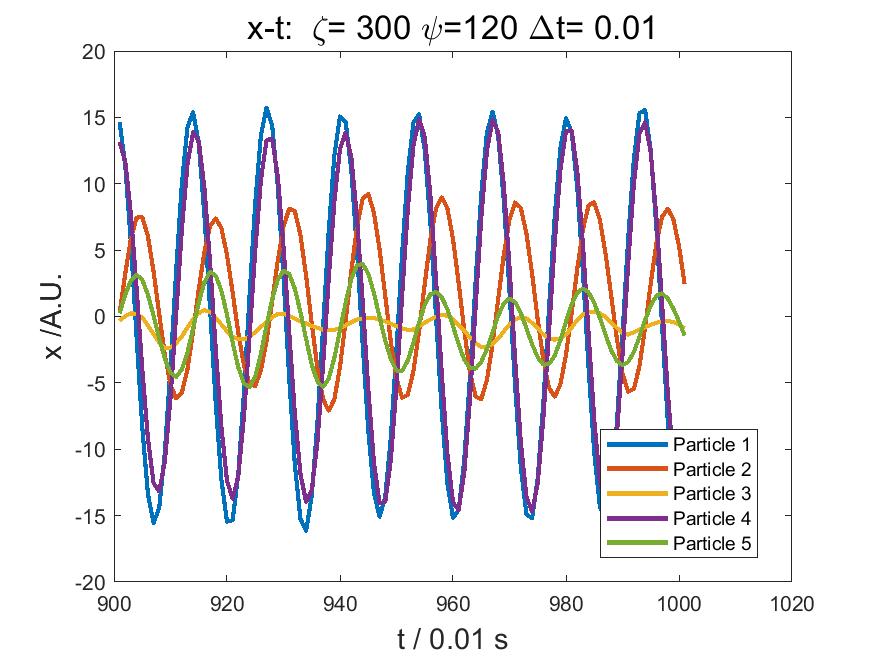 x-t: ζ= 300 ψ=120 Δt= 0.01
20
15
10
5
0
-5
-10
-15
-20
x /A.U.
Particle 1
Particle 2
Particle 3
Particle 4
Particle 5
900 920 940 960 980 1000 1020
t / 0.01 s